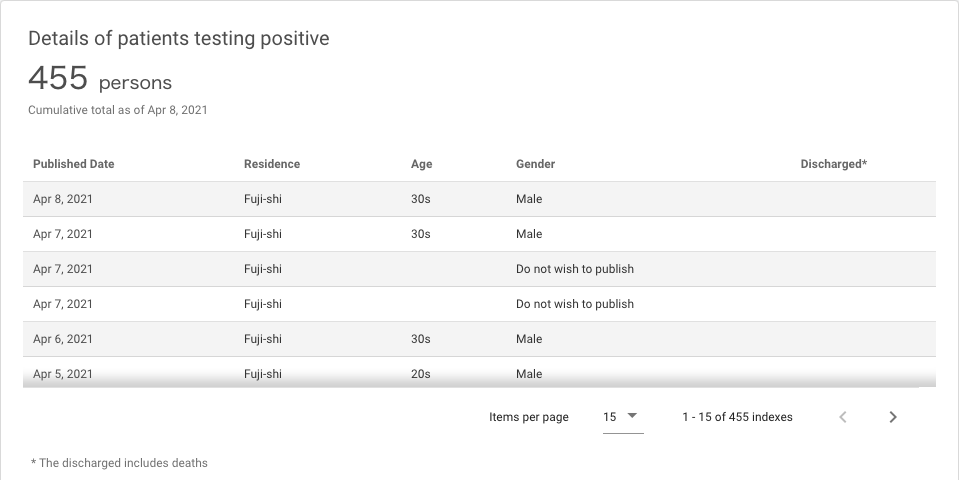 Details of patients testing positive
455 persons
Cumulative total as of Apr 8, 2021
Published Date Residence Age Gender Discharged*
Apr 8, 2021 Fuji-shi 30s Male
Apr 7, 2021 Fuji-shi 30s Male
Apr 7, 2021 Fuji-shi Do not wish to publish
Apr 7, 2021 Fuji-shi Do not wish to publish
Apr 6, 2021 Fuji-shi 30s Male
Apr 5, 2021 Fuji-shi 20s Male
Items per page 15 1 - 15 of 455 indexes
* The discharged includes deaths